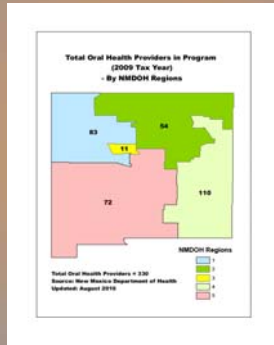 Total Oral Health Providers in Program
(2009 Tax Year)
- By NMDOH Regions
83
54
11
110
72
NMDOH Regions
1
2
3
4
5
Total Oral Health Providers = 330
Source: New Mexico Department of Health
Updated: August 2010